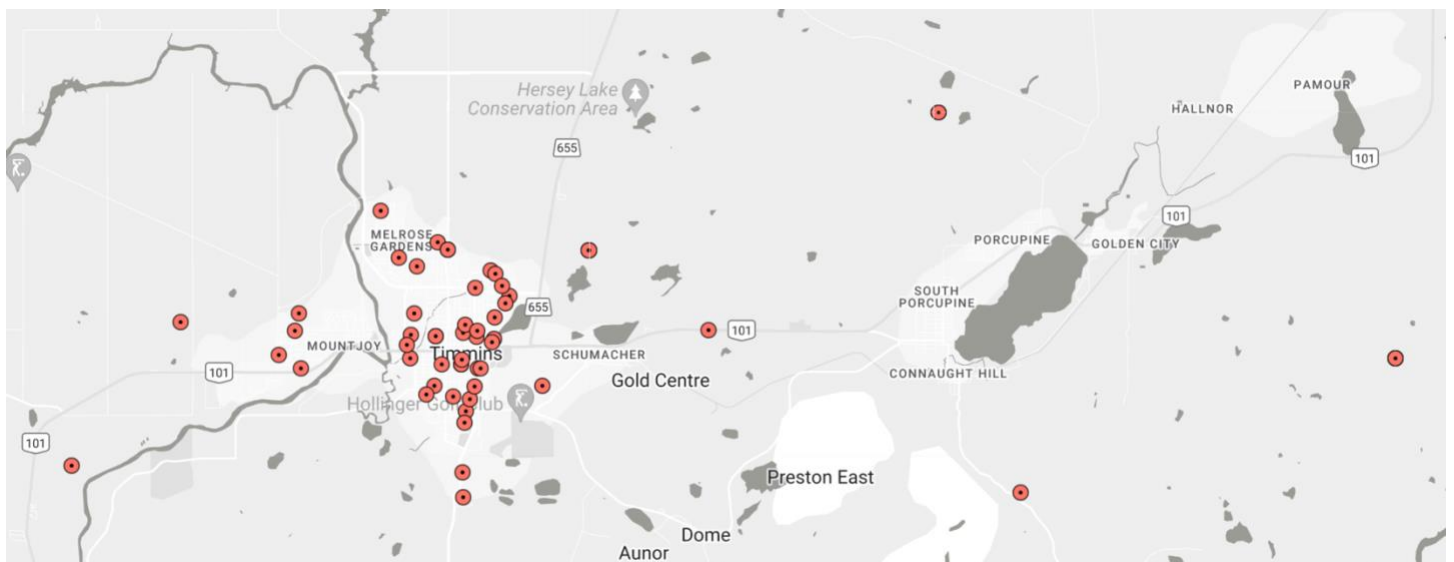 PAMOUR
Hersey Lake
Conservation Area
HALLNOR
655
101
101
MELROSE
GARDENS
PORCUPINE
GOLDEN CITY
SOUTH
PORCUPINE
655
101
MOUNTJOY
Timmins
SCHUMACHER
101
Gold Centre
CONNAUGHT HILL
Hollinger Golf Club
101
Preston East
Dome
Aunor